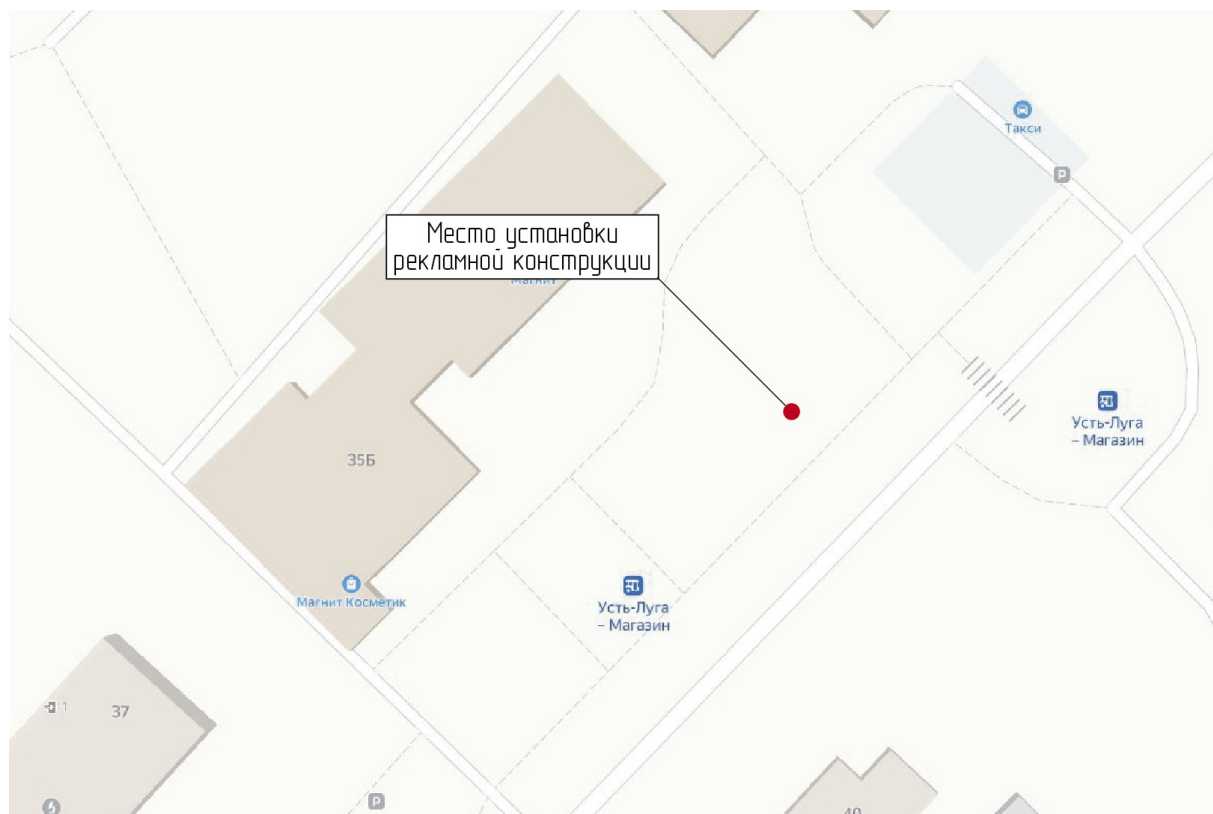 Такси
P
Место установки
рекламной конструкции
Магнит
Усть-Луга
– Магазин
35Б
Магнит Косметик
Усть-Луга
– Магазин
1
37
P
40